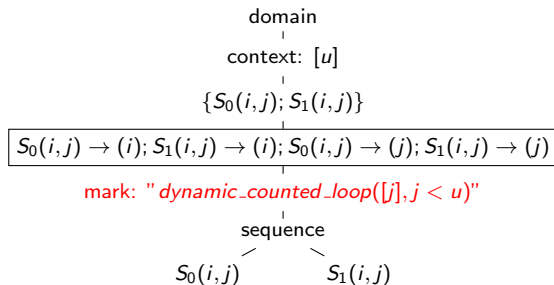 domain
context: [u]
{S₀(i, j); S₁(i, j)}
S₀(i, j) → (i); S₁(i, j) → (i); S₀(i, j) → (j); S₁(i, j) → (j)
mark: "dynamic_counted_loop([j], j < u)"
sequence
S₀(i, j) S₁(i, j)